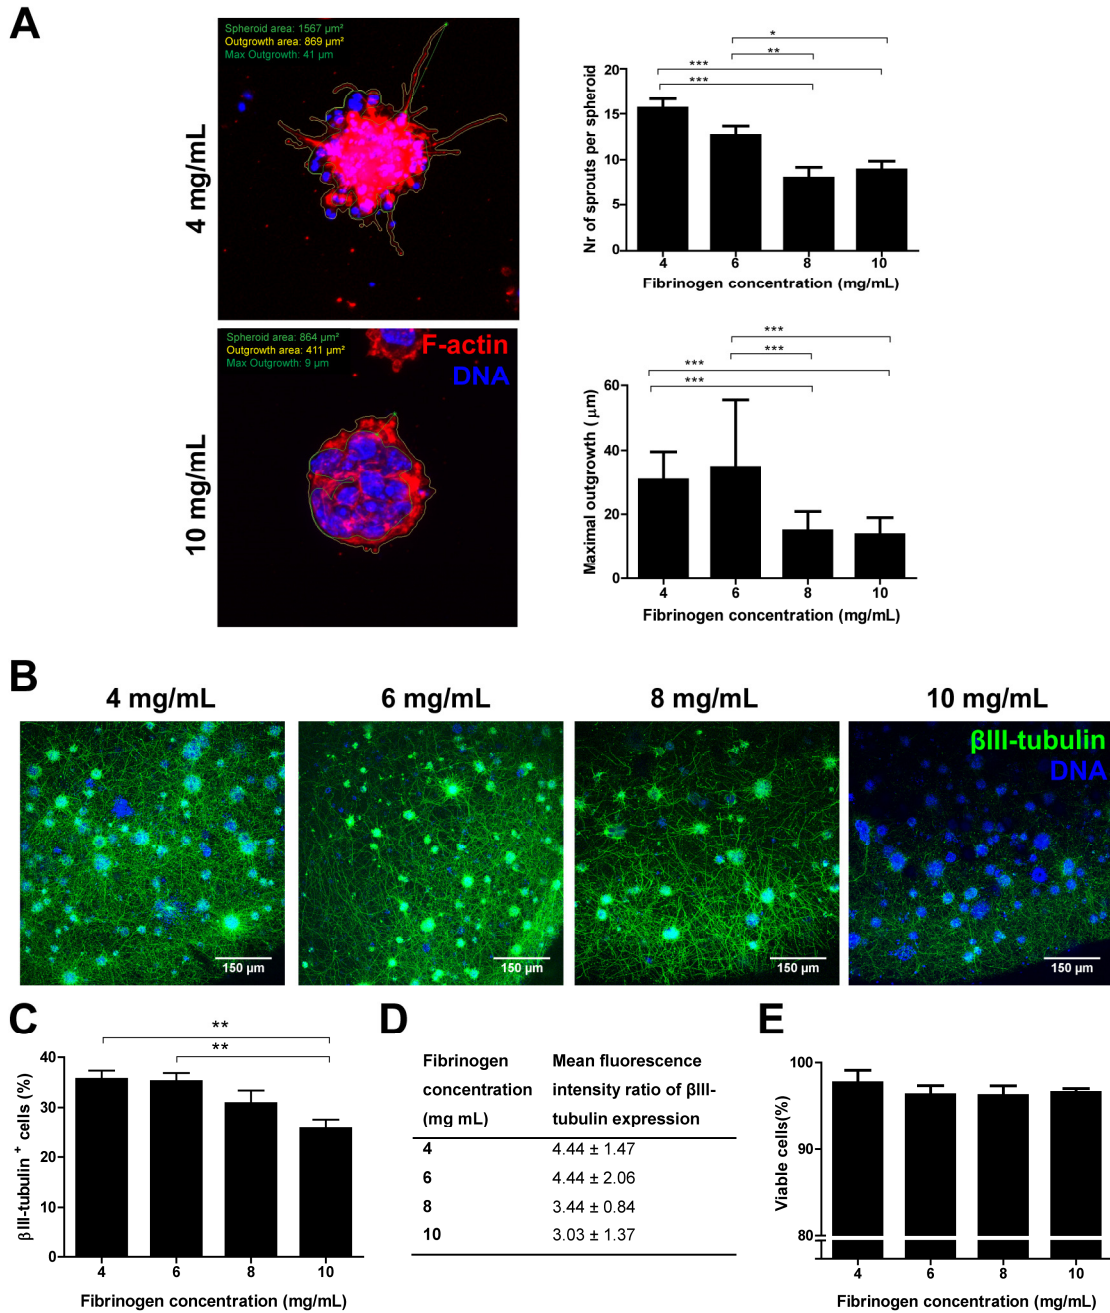 A
4 mg/mL
Spheroid area: 1567 µm²
Outgrowth area: 869 µm²
Max Outgrowth: 41 µm
10 mg/mL
Spheroid area: 864 µm²
Outgrowth area: 411 µm²
Max Outgrowth: 9 µm
F-actin
DNA
*
**
***
***
Nr of sprouts per spheroid
20
15
10
5
0
4 6 8 10
Fibrinogen concentration (mg/mL)
***
***
***
***
Maximal outgrowth (µm)
60
40
20
0
4 6 8 10
Fibrinogen concentration (mg/mL)
B
4 mg/mL 6 mg/mL 8 mg/mL 10 mg/mL
βIII-tubulin
DNA
150 µm 150 µm 150 µm 150 µm
C
**
**
βIII-tubulin + cells (%)
40
30
20
10
0
4 6 8 10
Fibrinogen concentration (mg/mL)
D
Fibrinogen concentration (mg mL) Mean fluorescence intensity ratio of βIII-tubulin expression
4 4.44 ± 1.47
6 4.44 ± 2.06
8 3.44 ± 0.84
10 3.03 ± 1.37
E
Viable cells(%)
100
90
80
4 6 8 10
Fibrinogen concentration (mg/mL)